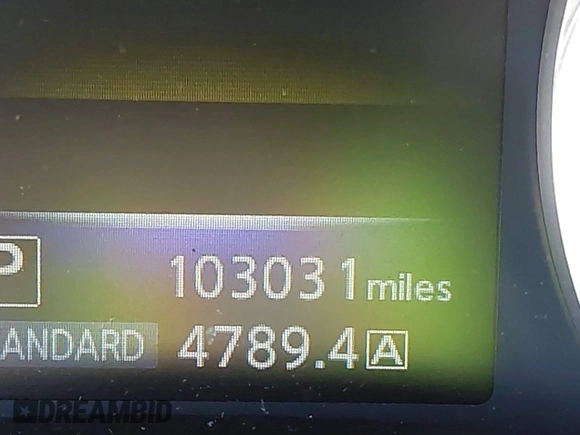 P
103031 miles
ANDARD 4789.4 A
DREAMBID